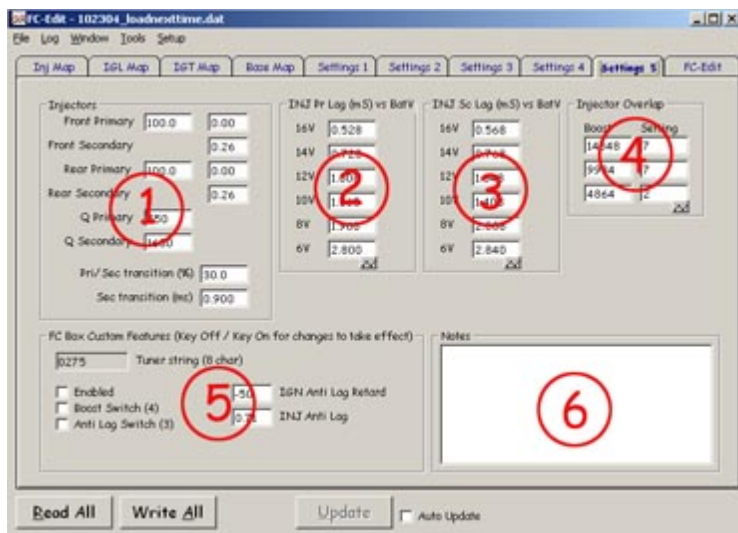 FC-Edit - 102304_loadnexttime.dat
File Log Window Tools Setup
Inj Map IGL Map IGT Map Base Map Settings 1 Settings 2 Settings 3 Settings 4 Settings 5 FC-Edit
Injectors
Front Primary 100.0 0.00
Front Secondary 0.26
Rear Primary 100.0 0.00
Rear Secondary 0.26
Q Primary
Q Secondary
Pri/Sec transition (%) 30.0
Sec transition (ms) 0.900
1
INJ Pr Lag (mS) vs BatV
16V 0.528
14V
12V
10V
8V
6V 2.800
2
INJ Sc Lag (mS) vs BatV
16V 0.568
14V
12V
10V
8V
6V 2.840
3
Injector Overlap
Boost Setting
7
7
4864 2
4
FC Box Custom Features (Key Off / Key On for changes to take effect)
0275 Tuner string (8 char)
Enabled
Boost Switch (4)
Anti Lag Switch (3)
-50 IGN Anti Lag Retard
INJ Anti Lag
5
Notes
6
Read All Write All Update Auto Update